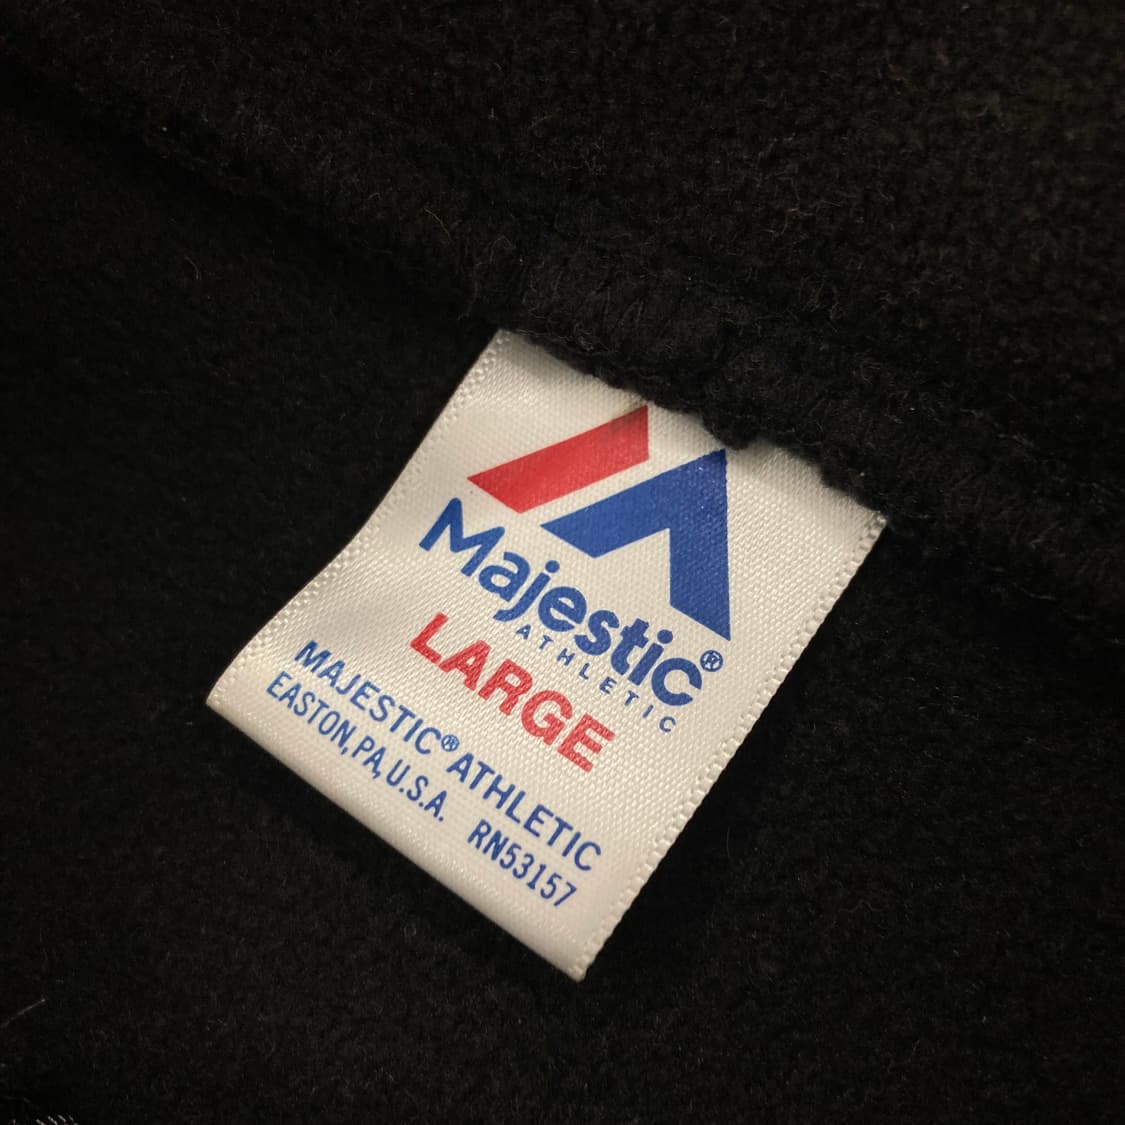 Majestic®
ATHLETIC
LARGE
MAJESTIC® ATHLETIC
EASTON, PA, U.S.A. RN53157